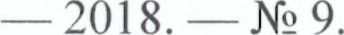 — 2018. — № 9.